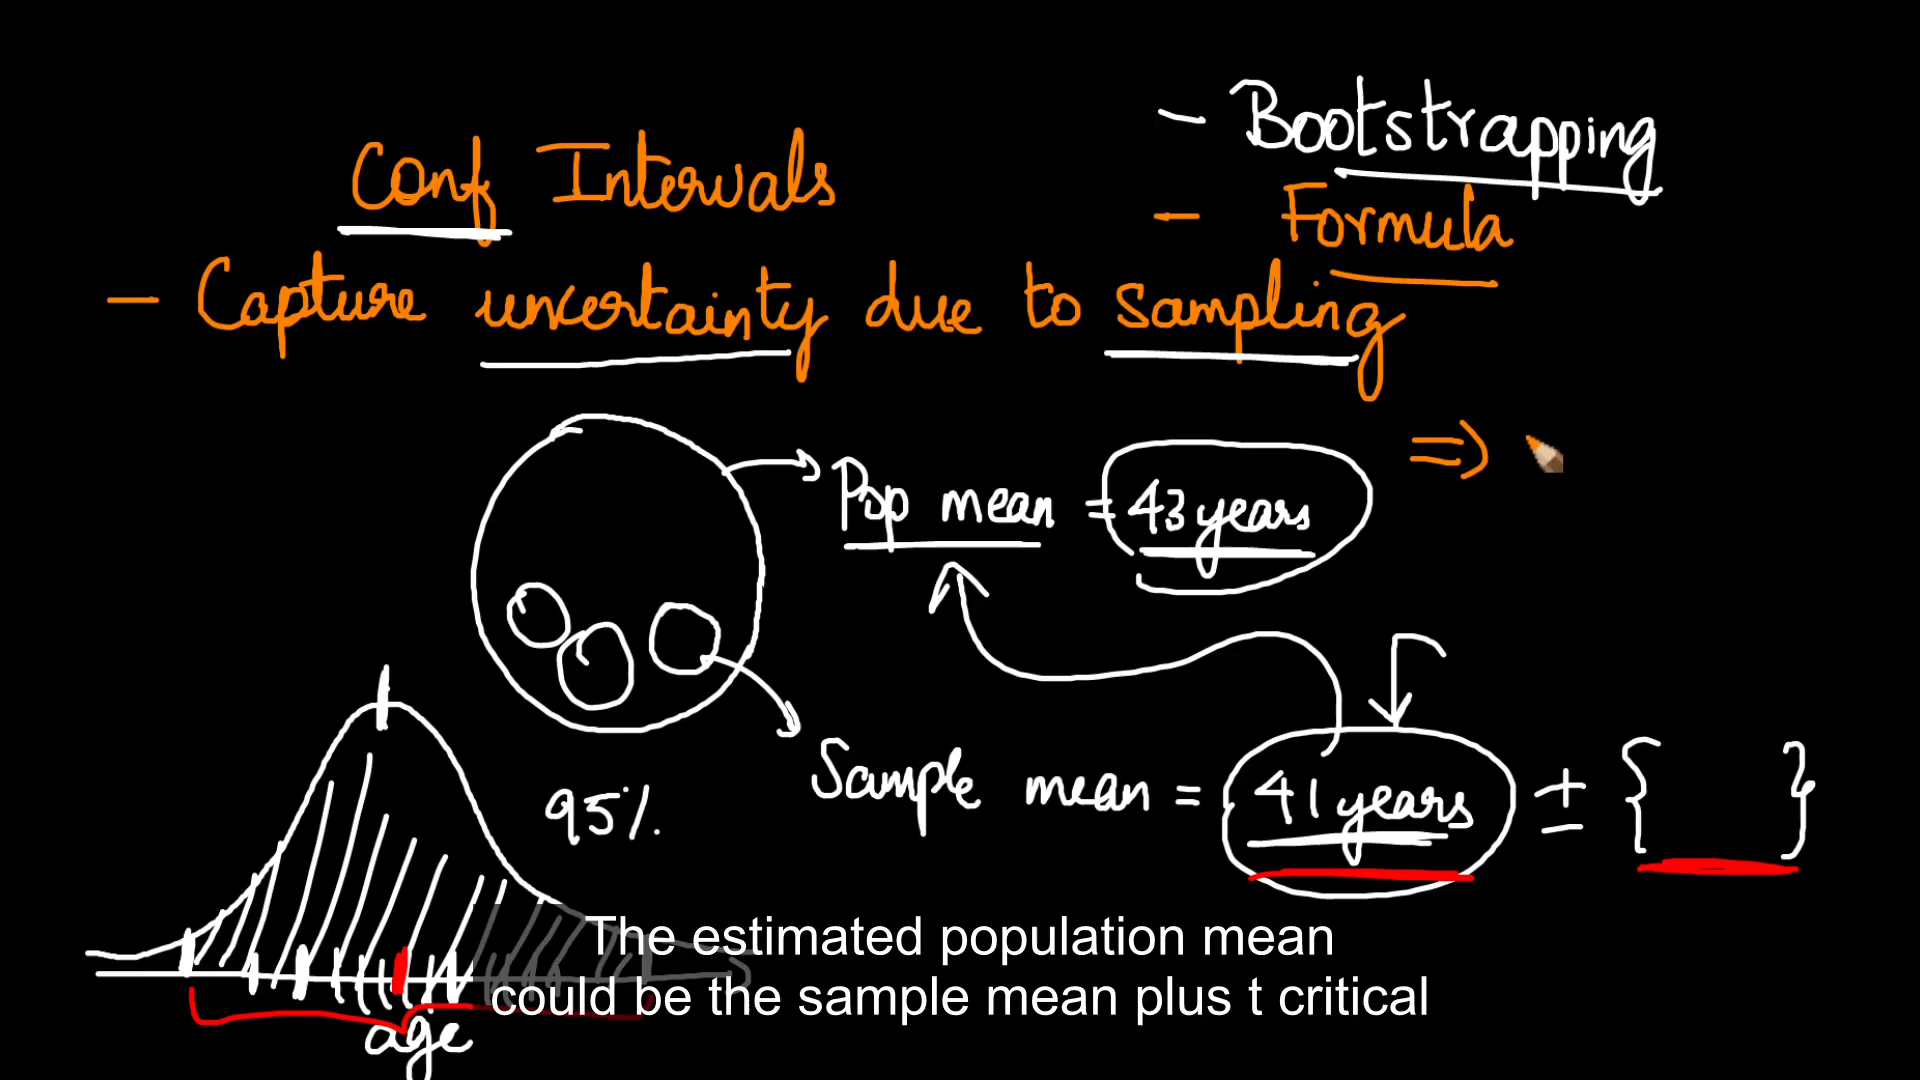 - Bootstrapping
Conf Intervals
- Formula
- Capture uncertainty due to sampling
=>
Pop mean = 43 years
Sample mean = 41 years ± { }
95%.
The estimated population mean
could be the sample mean plus t critical
age